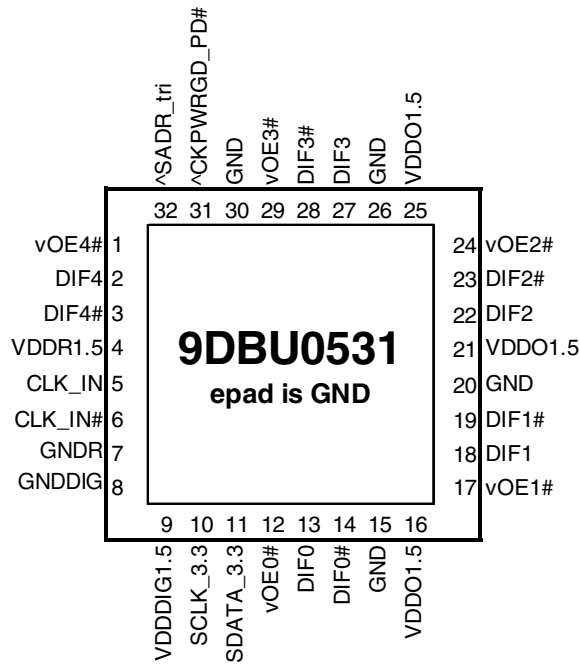 ^SADR_tri
^CKPWRGD_PD#
GND
vOE3#
DIF3#
DIF3
GND
VDDO1.5
32 31 30 29 28 27 26 25
vOE4# 1
DIF4 2
DIF4# 3
VDDR1.5 4
CLK_IN 5
CLK_IN# 6
GNDR 7
GNDDIG 8
9DBU0531
epad is GND
24 vOE2#
23 DIF2#
22 DIF2
21 VDDO1.5
20 GND
19 DIF1#
18 DIF1
17 vOE1#
9 10 11 12 13 14 15 16
VDDDIG1.5
SCLK_3.3
SDATA_3.3
vOE0#
DIF0
DIF0#
GND
VDDO1.5